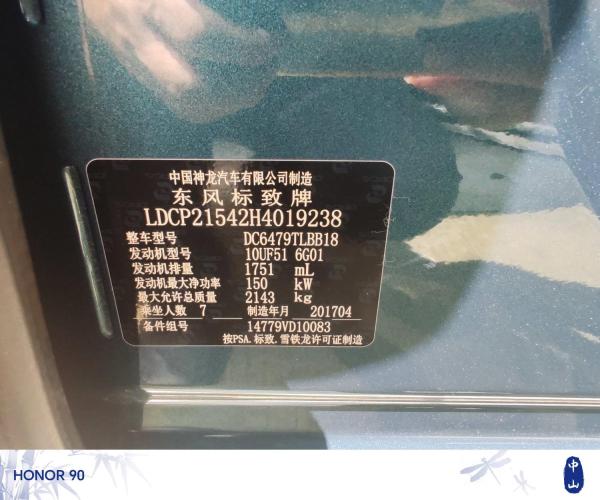 中国神龙汽车有限公司制造
东风标致牌
LDCP21542H4019238
整车型号 DC6479TLBB18
发动机型号 10UF51 6G01
发动机排量 1751 mL
发动机最大净功率 150 kW
最大允许总质量 2143 kg
乘坐人数 7 制造年月 201704
备件组号 14779VD10083
按PSA.标致.雪铁龙许可证制造
HONOR 90
中山